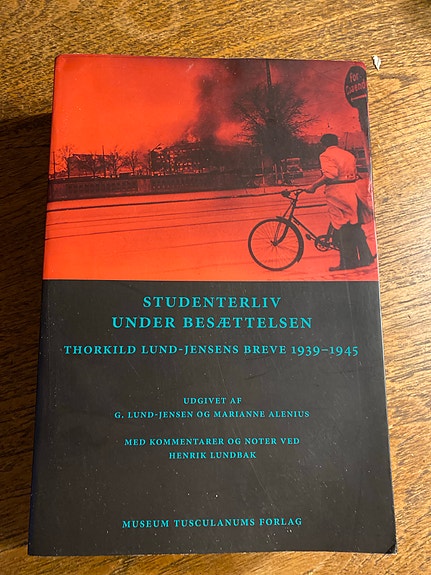 for
STUDENTERLIV
UNDER BESÆTTELSEN
THORKILD LUND-JENSENS BREVE 1939–1945
UDGIVET AF
G. LUND-JENSEN OG MARIANNE ALENIUS
MED KOMMENTARER OG NOTER VED
HENRIK LUNDBAK
MUSEUM TUSCULANUMS FORLAG